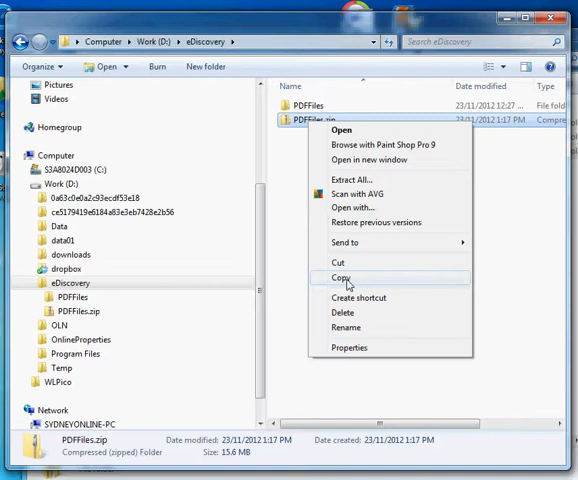 Computer ▸ Work (D:) ▸ eDiscovery ▸
Search eDiscovery
Organize ▾
Open ▾
Burn
New folder
Pictures
Videos
Homegroup
Computer
S3A8024D003 (C:)
Work (D:)
0a63c0e0a2c93ecdf53e18
ce5179419e6184a83e3eb7428e2b56
Data
data01
downloads
dropbox
eDiscovery
PDFFiles
PDFFiles.zip
OLN
OnlineProperties
Program Files
Temp
WLPico
Network
SYDNEYONLINE-PC
Name
Date modified
Type
PDFFiles
23/11/2012 12:27 ...
File fold
PDFFiles.zip
23/11/2012 1:17 PM
Compre
Open
Browse with Paint Shop Pro 9
Open in new window
Extract All...
Scan with AVG
Open with...
Restore previous versions
Send to
Cut
Copy
Create shortcut
Delete
Rename
Properties
PDFFiles.zip
Date modified: 23/11/2012 1:17 PM
Date created: 23/11/2012 1:17 PM
Compressed (zipped) Folder
Size: 15.6 MB